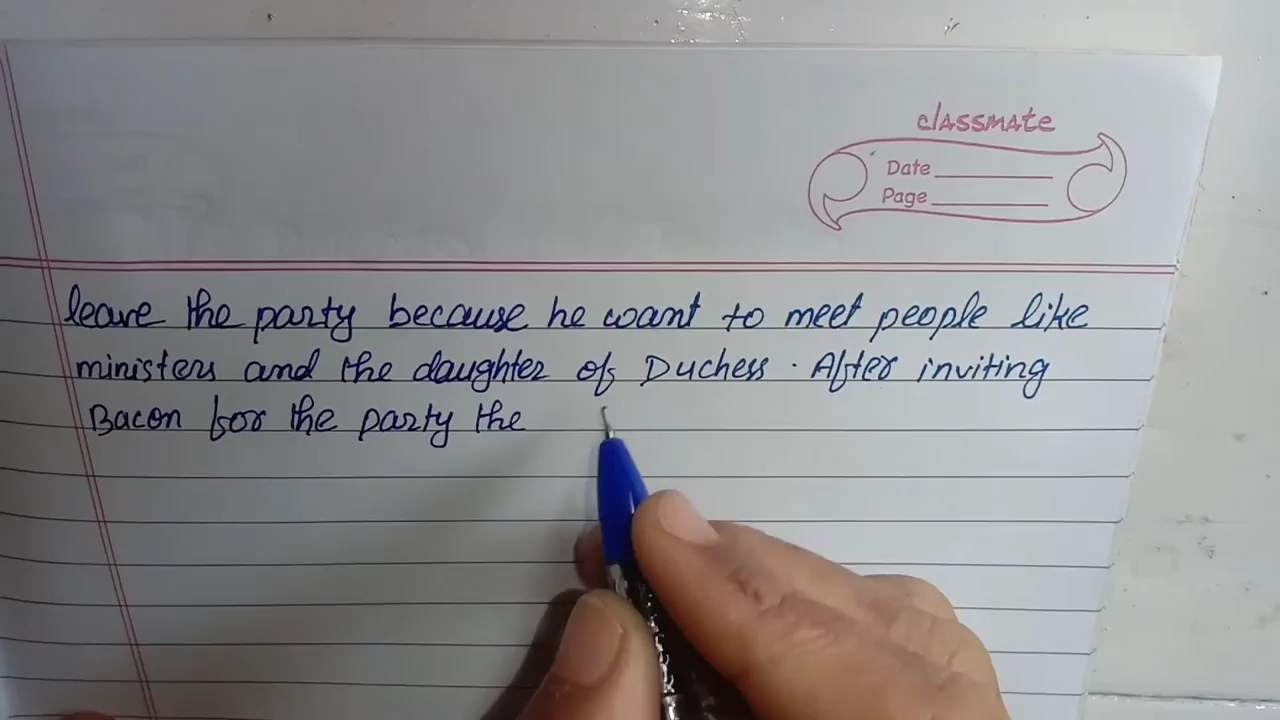 classmate
Date
Page
leave the party because he want to meet people like
ministers and the daughter of Duchess. After inviting
Bacon for the party the